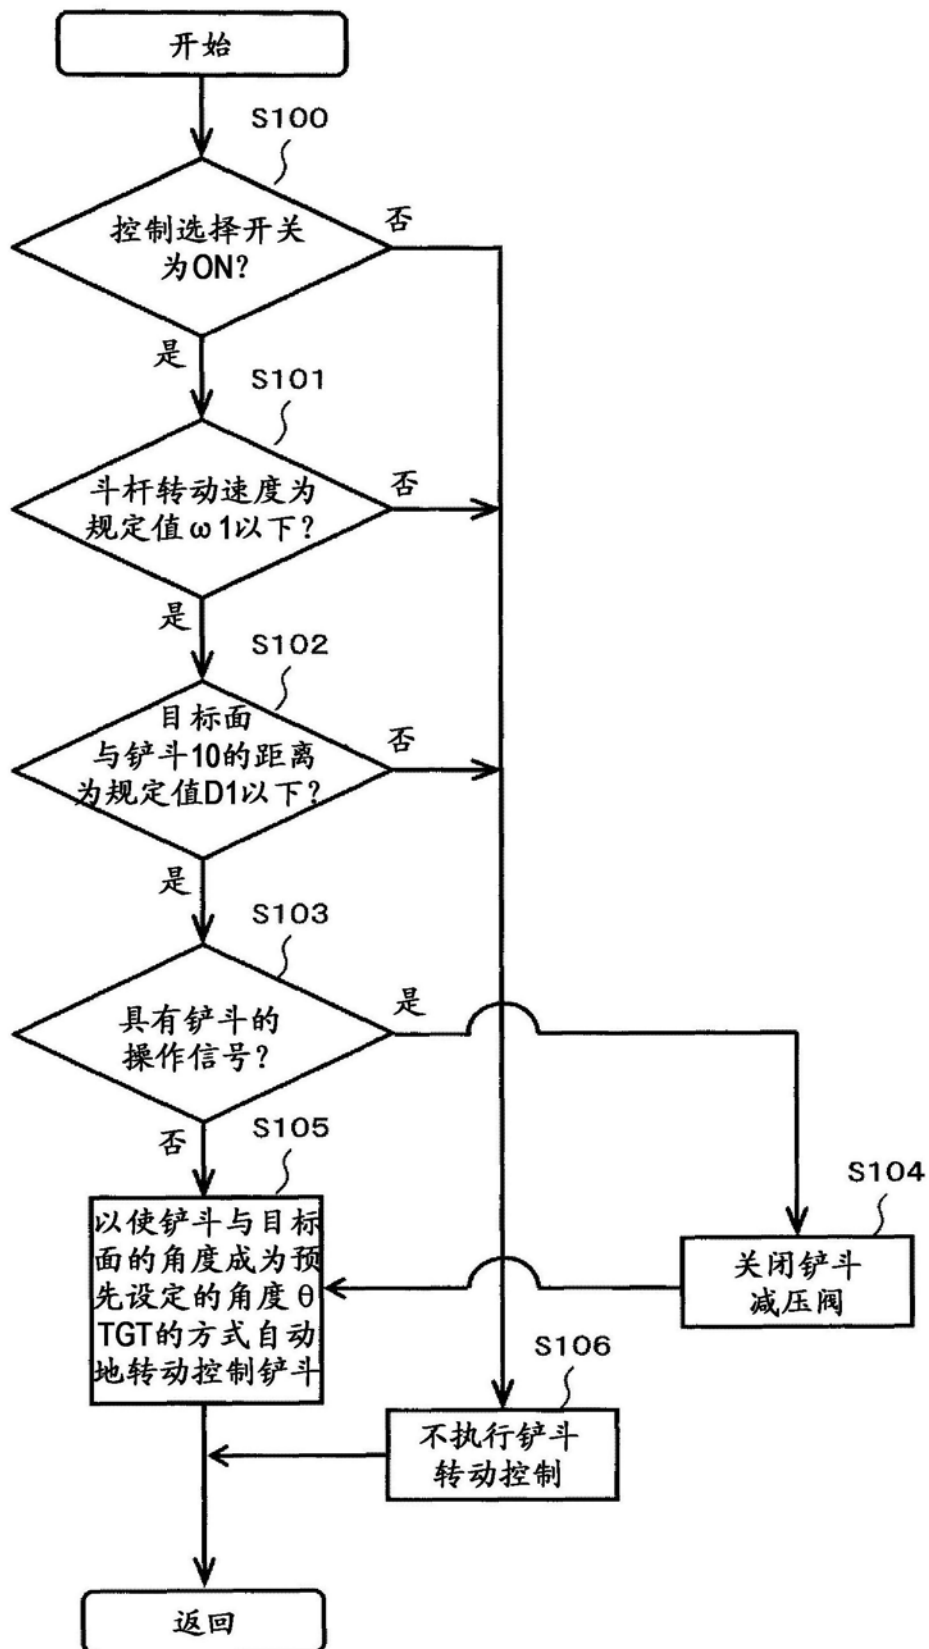 开始
S100
控制选择开关
为ON?
否
是
S101
斗杆转动速度为
规定值ω1以下?
否
是
S102
目标面
与铲斗10的距离
为规定值D1以下?
否
是
S103
具有铲斗的
操作信号?
是
否
S105
以使铲斗与目标
面的角度成为预
先设定的角度θ
TGT的方式自动
地转动控制铲斗
S104
关闭铲斗
减压阀
S106
不执行铲斗
转动控制
返回